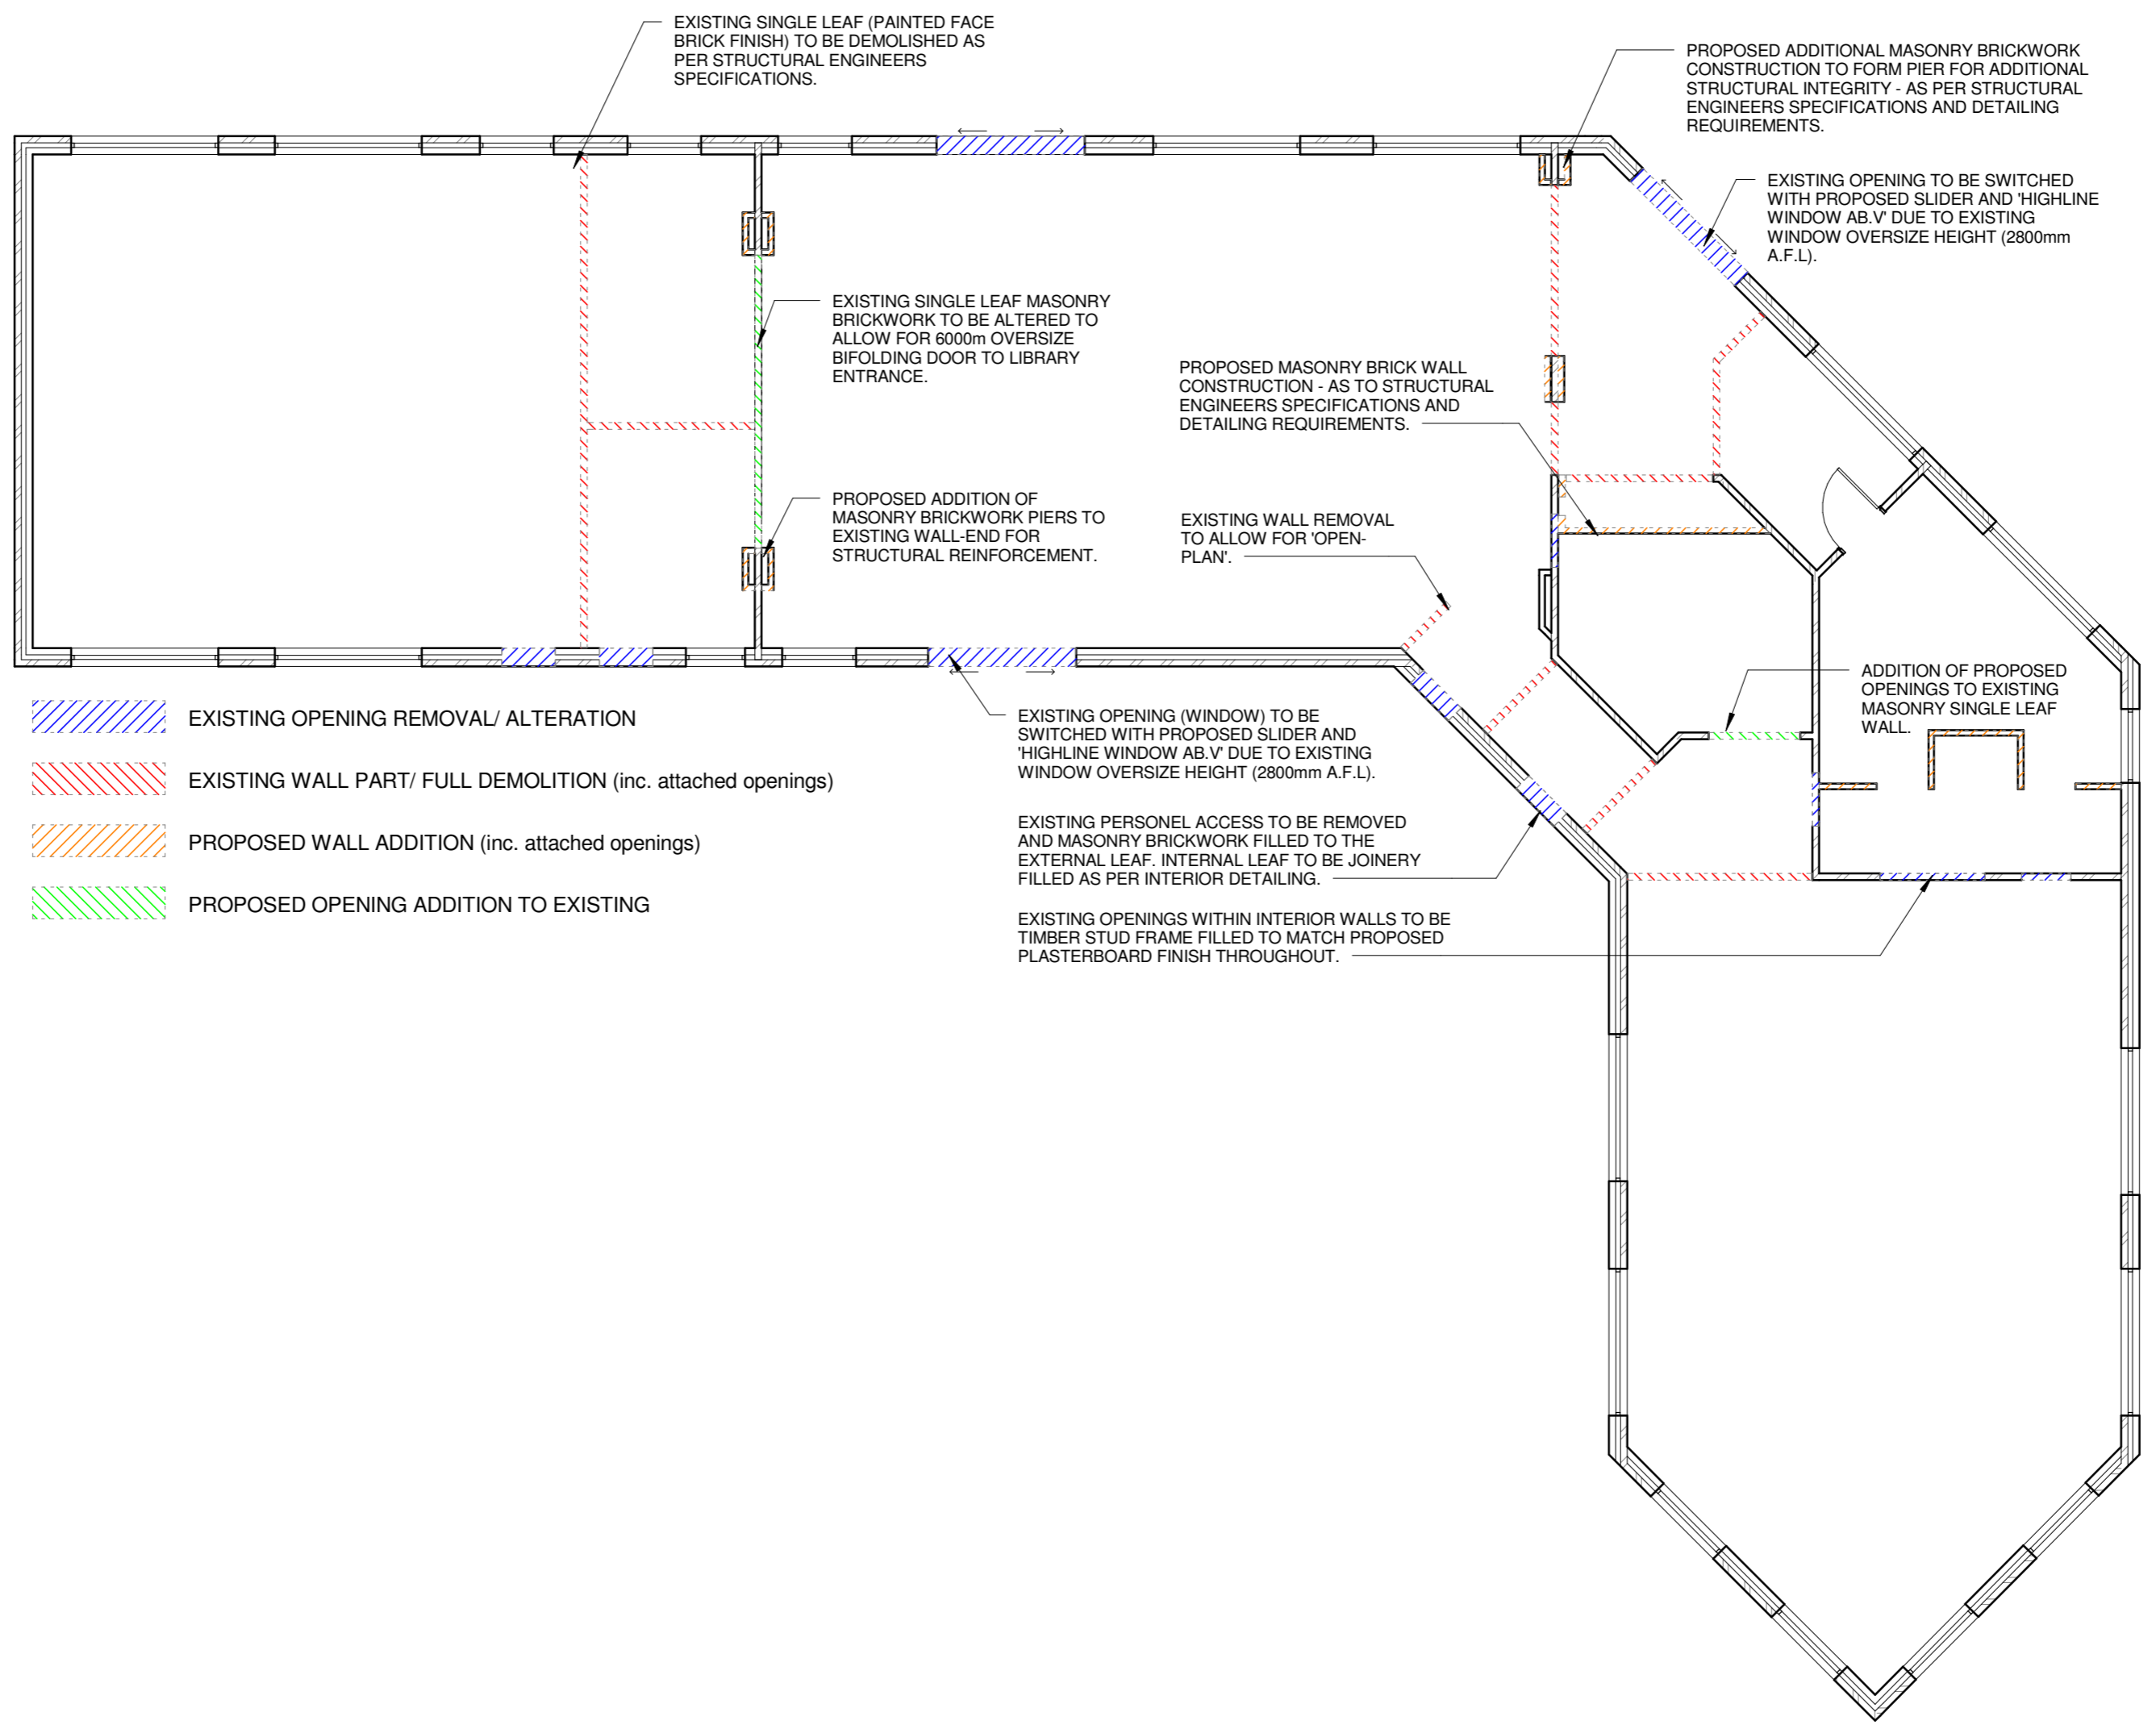 EXISTING SINGLE LEAF (PAINTED FACE
BRICK FINISH) TO BE DEMOLISHED AS
PER STRUCTURAL ENGINEERS
SPECIFICATIONS.
PROPOSED ADDITIONAL MASONRY BRICKWORK
CONSTRUCTION TO FORM PIER FOR ADDITIONAL
STRUCTURAL INTEGRITY - AS PER STRUCTURAL
ENGINEERS SPECIFICATIONS AND DETAILING
REQUIREMENTS.
EXISTING OPENING TO BE SWITCHED
WITH PROPOSED SLIDER AND 'HIGHLINE
WINDOW AB.V' DUE TO EXISTING
WINDOW OVERSIZE HEIGHT (2800mm
A.F.L).
EXISTING SINGLE LEAF MASONRY
BRICKWORK TO BE ALTERED TO
ALLOW FOR 6000m OVERSIZE
BIFOLDING DOOR TO LIBRARY
ENTRANCE.
PROPOSED MASONRY BRICK WALL
CONSTRUCTION - AS TO STRUCTURAL
ENGINEERS SPECIFICATIONS AND
DETAILING REQUIREMENTS.
PROPOSED ADDITION OF
MASONRY BRICKWORK PIERS TO
EXISTING WALL-END FOR
STRUCTURAL REINFORCEMENT.
EXISTING WALL REMOVAL
TO ALLOW FOR 'OPEN-
PLAN'.
ADDITION OF PROPOSED
OPENINGS TO EXISTING
MASONRY SINGLE LEAF
WALL.
EXISTING OPENING REMOVAL/ ALTERATION
EXISTING WALL PART/ FULL DEMOLITION (inc. attached openings)
PROPOSED WALL ADDITION (inc. attached openings)
PROPOSED OPENING ADDITION TO EXISTING
EXISTING OPENING (WINDOW) TO BE
SWITCHED WITH PROPOSED SLIDER AND
'HIGHLINE WINDOW AB.V' DUE TO EXISTING
WINDOW OVERSIZE HEIGHT (2800mm A.F.L).
EXISTING PERSONEL ACCESS TO BE REMOVED
AND MASONRY BRICKWORK FILLED TO THE
EXTERNAL LEAF. INTERNAL LEAF TO BE JOINERY
FILLED AS PER INTERIOR DETAILING.
EXISTING OPENINGS WITHIN INTERIOR WALLS TO BE
TIMBER STUD FRAME FILLED TO MATCH PROPOSED
PLASTERBOARD FINISH THROUGHOUT.